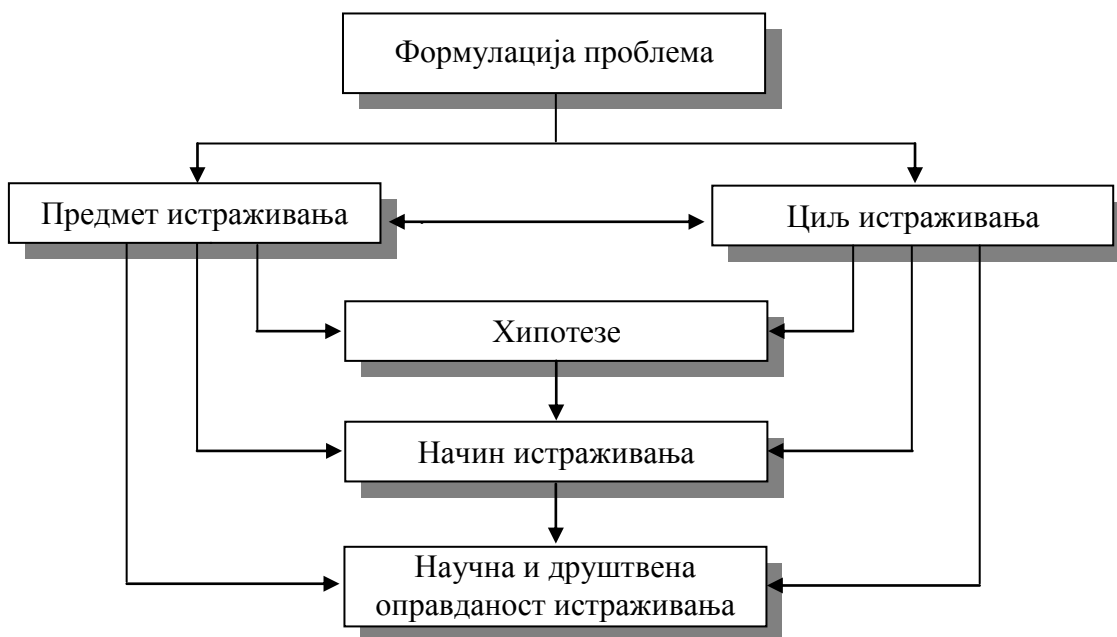 Формулација проблема
Предмет истраживања
Циљ истраживања
Хипотезе
Начин истраживања
Научна и друштвена
оправданост истраживања